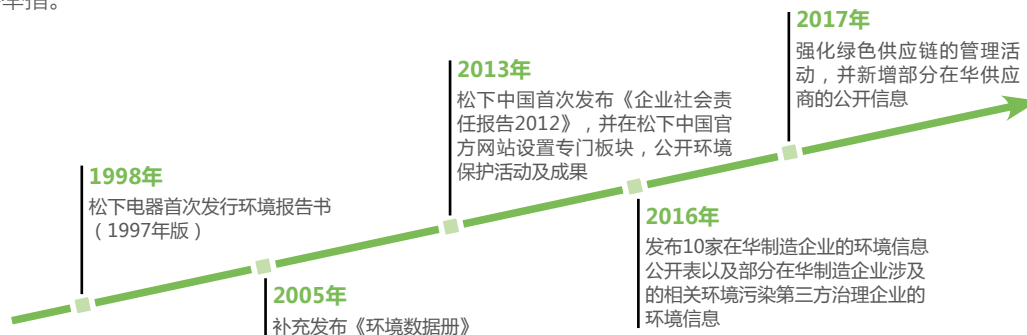 举措。
1998年
松下电器首次发行环境报告书
（1997年版）
2005年
补充发布《环境数据册》
2013年
松下中国首次发布《企业社会责
任报告2012》，并在松下中国官
方网站设置专门板块，公开环境
保护活动及成果
2016年
发布10家在华制造企业的环境信息
公开表以及部分在华制造企业涉及
的相关环境污染第三方治理企业的
环境信息
2017年
强化绿色供应链的管理活
动，并新增部分在华供应
商的公开信息